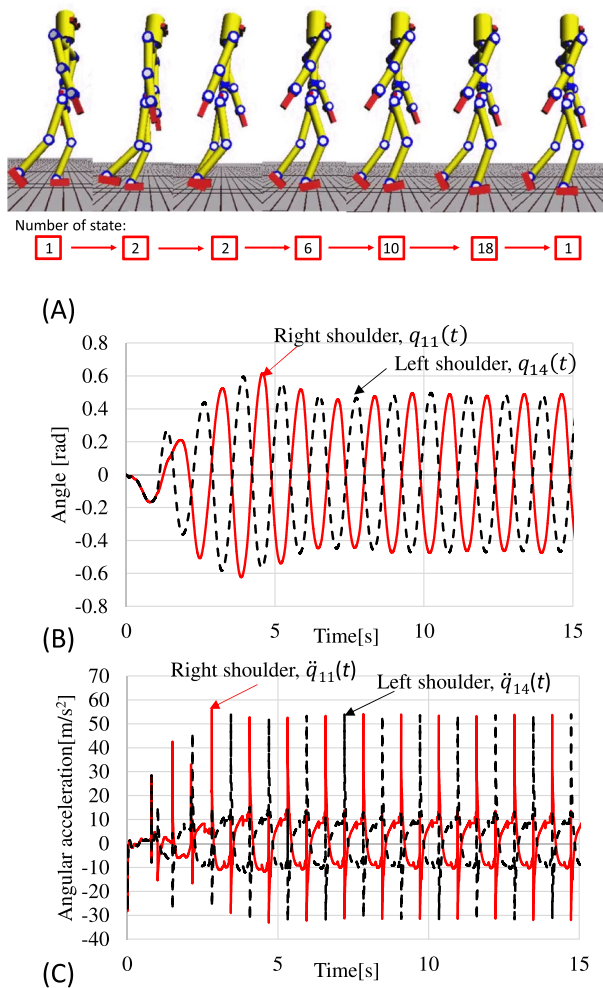 Number of state:
1 2 2 6 10 18 1
(A)
Right shoulder, q₁₁(t)
Left shoulder, q₁₄(t)
0.8
0.6
0.4
0.2
0
-0.2
-0.4
-0.6
-0.8
Angle [rad]
0 5 10 15
Time[s]
(B)
Right shoulder, q̈₁₁(t)
Left shoulder, q̈₁₄(t)
70
60
50
40
30
20
10
0
-10
-20
-30
-40
Angular acceleration[m/s²]
0 5 10 15
Time[s]
(C)